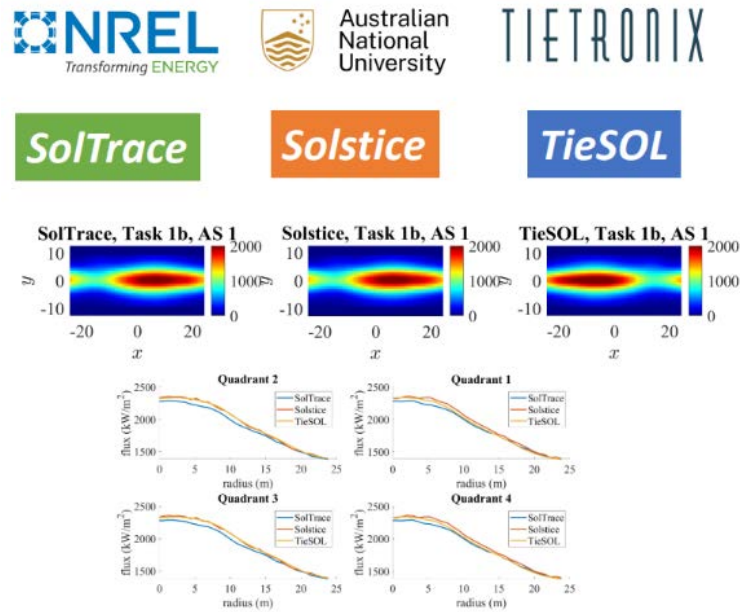 NREL
Transforming ENERGY
Australian
National
University
TIETRONIX
SolTrace
Solstice
TieSOL
SolTrace, Task 1b, AS 1
10
0
-10
y
-20
0
20
x
2000
1000
0
Solstice, Task 1b, AS 1
10
0
-10
y
-20
0
20
x
2000
1000
0
TieSOL, Task 1b, AS 1
10
0
-10
y
-20
0
20
x
2000
1000
0
Quadrant 2
flux (kW/m²)
2500
2000
1500
0 5 10 15 20 25
radius (m)
SolTrace
Solstice
TieSOL
Quadrant 1
flux (kW/m²)
2500
2000
1500
0 5 10 15 20 25
radius (m)
SolTrace
Solstice
TieSOL
Quadrant 3
flux (kW/m²)
2500
2000
1500
0 5 10 15 20 25
radius (m)
SolTrace
Solstice
TieSOL
Quadrant 4
flux (kW/m²)
2500
2000
1500
0 5 10 15 20 25
radius (m)
SolTrace
Solstice
TieSOL